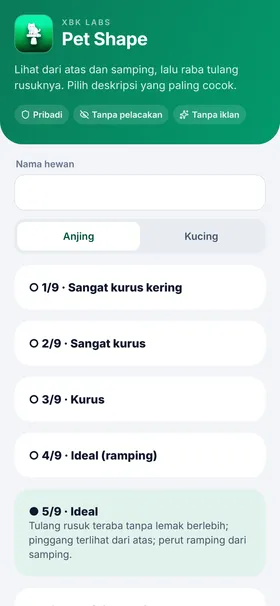 XBK LABS
Pet Shape
Lihat dari atas dan samping, lalu raba tulang
rusuknya. Pilih deskripsi yang paling cocok.
Pribadi
Tanpa pelacakan
Tanpa iklan
Nama hewan
Anjing
Kucing
1/9 · Sangat kurus kering
2/9 · Sangat kurus
3/9 · Kurus
4/9 · Ideal (ramping)
5/9 · Ideal
Tulang rusuk teraba tanpa lemak berlebih;
pinggang terlihat dari atas; perut ramping dari
samping.